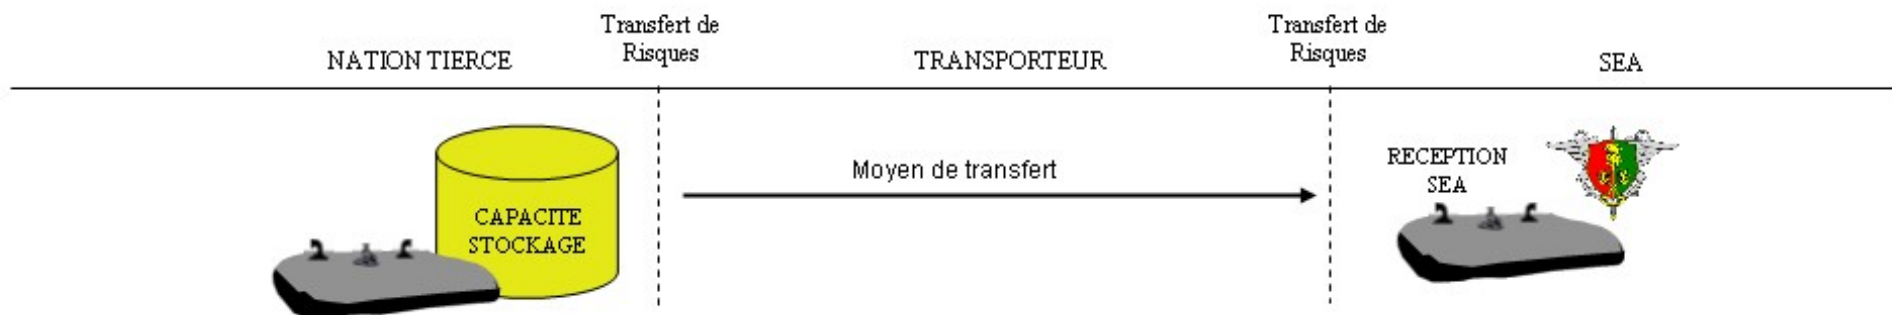 Transfert de
Risques
Transfert de
Risques
NATION TIERCE
TRANSPORTEUR
SEA
CAPACITE
STOCKAGE
Moyen de transfert
RECEPTION
SEA